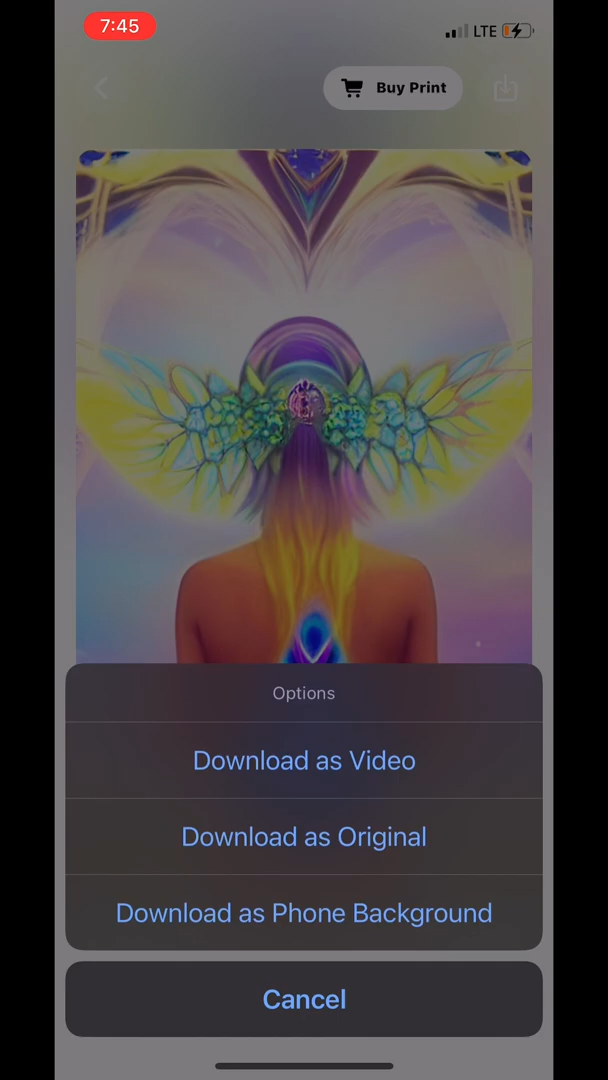 7:45
LTE
Buy Print
Options
Download as Video
Download as Original
Download as Phone Background
Cancel